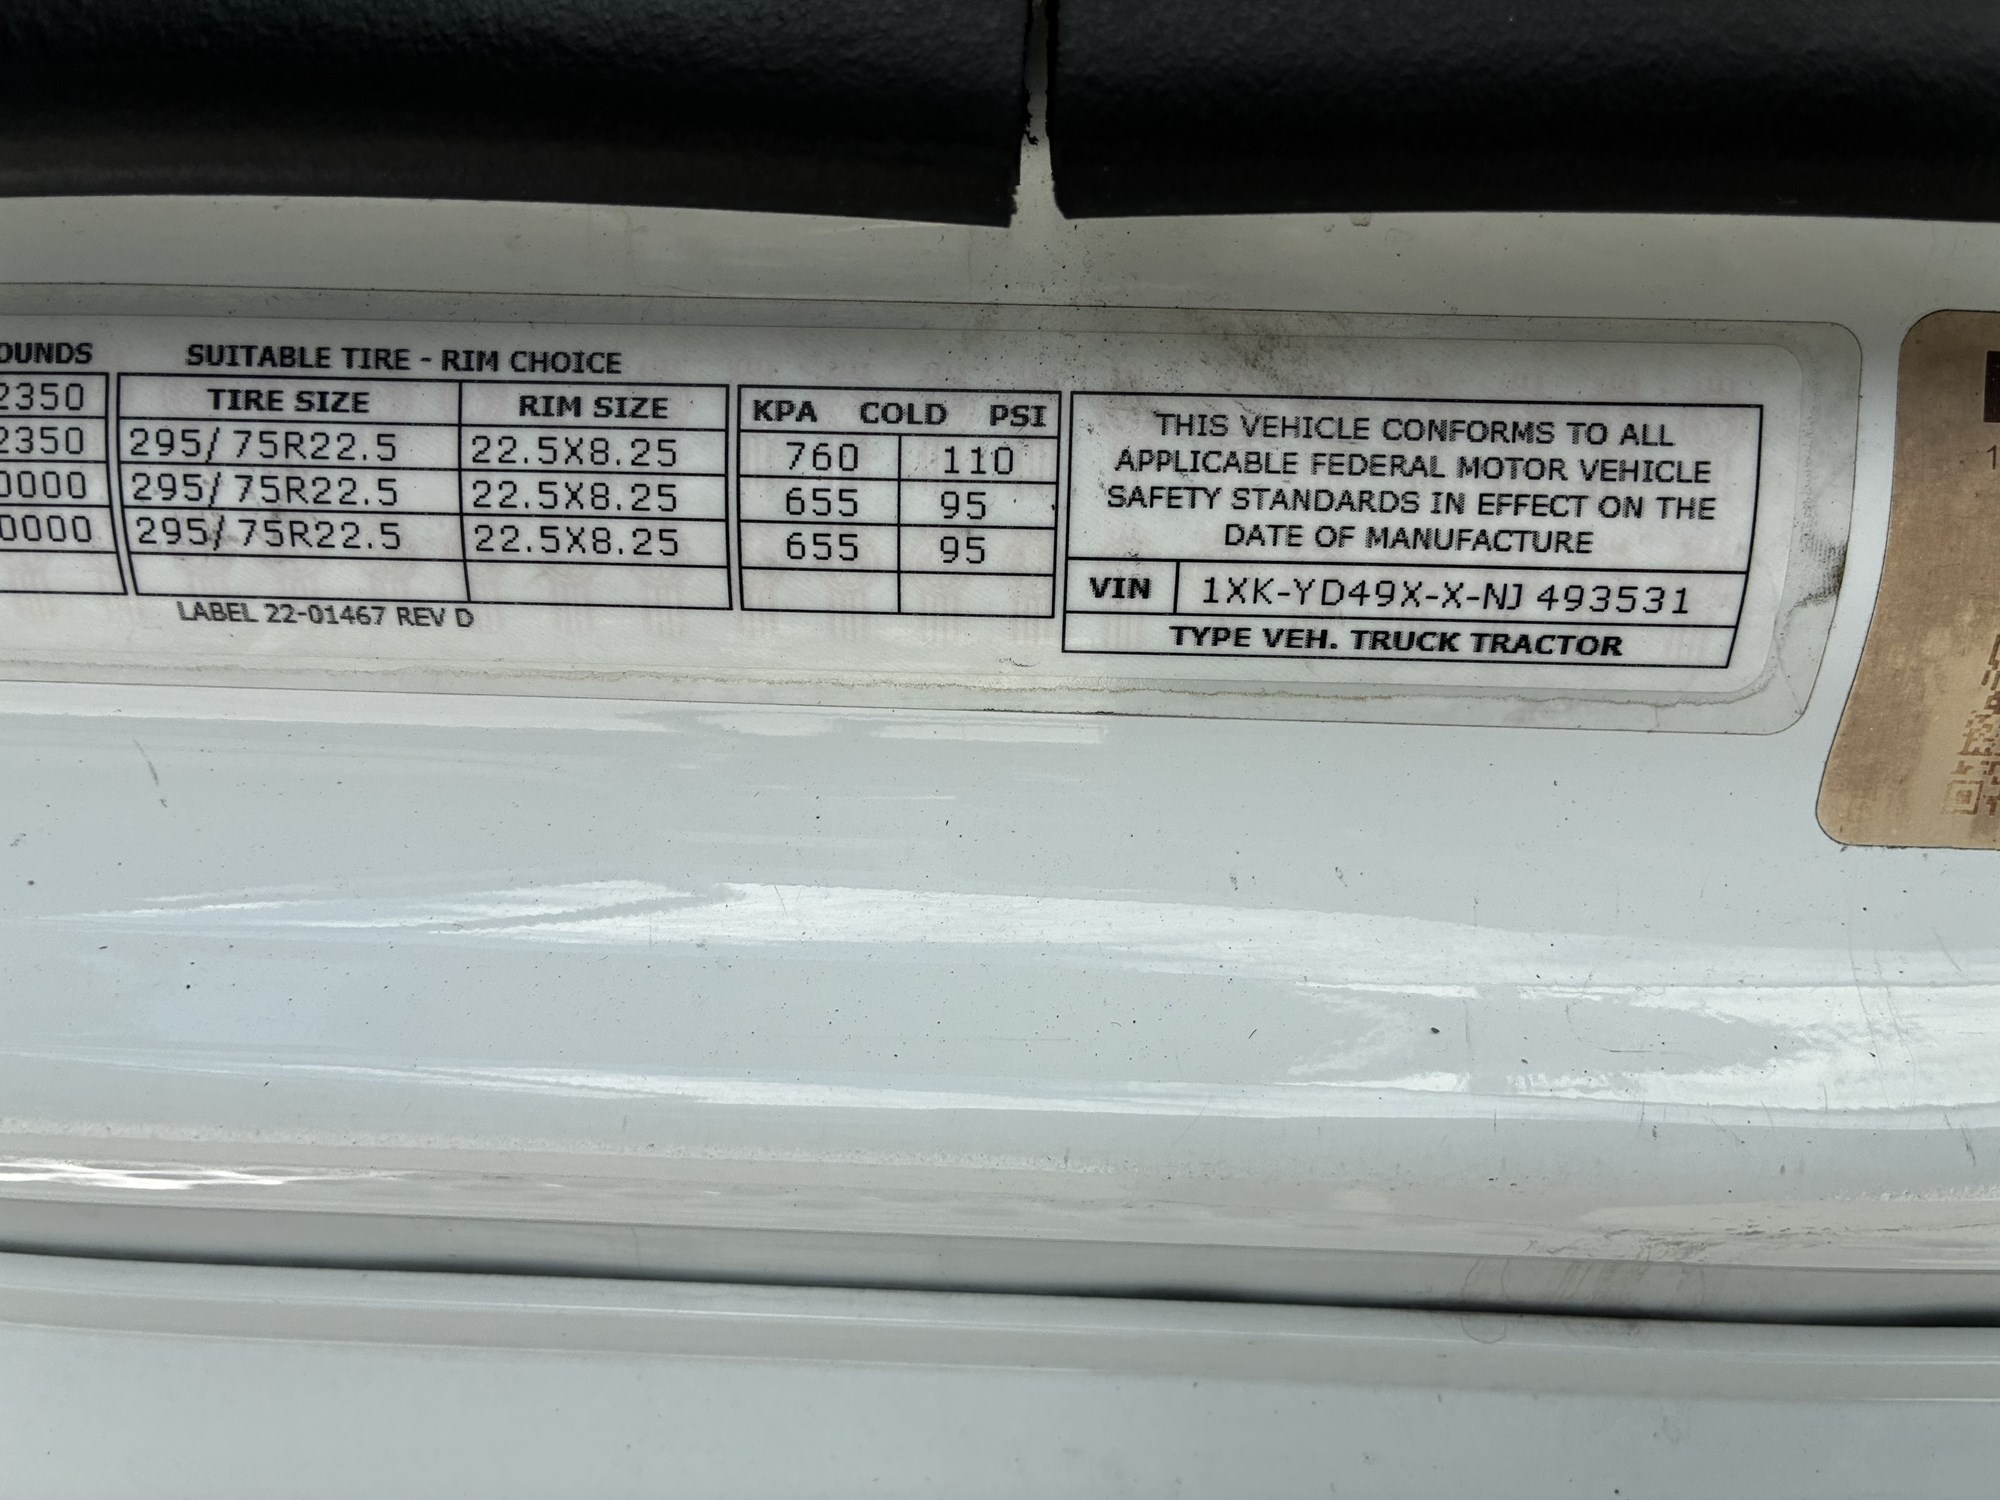 OUNDS SUITABLE TIRE - RIM CHOICE
2350 TIRE SIZE RIM SIZE KPA COLD PSI
2350 295/75R22.5 22.5X8.25 760 110
0000 295/75R22.5 22.5X8.25 655 95
0000 295/75R22.5 22.5X8.25 655 95
LABEL 22-01467 REV D
THIS VEHICLE CONFORMS TO ALL
APPLICABLE FEDERAL MOTOR VEHICLE
SAFETY STANDARDS IN EFFECT ON THE
DATE OF MANUFACTURE
VIN 1XK-YD49X-X-NJ 493531
TYPE VEH. TRUCK TRACTOR
1